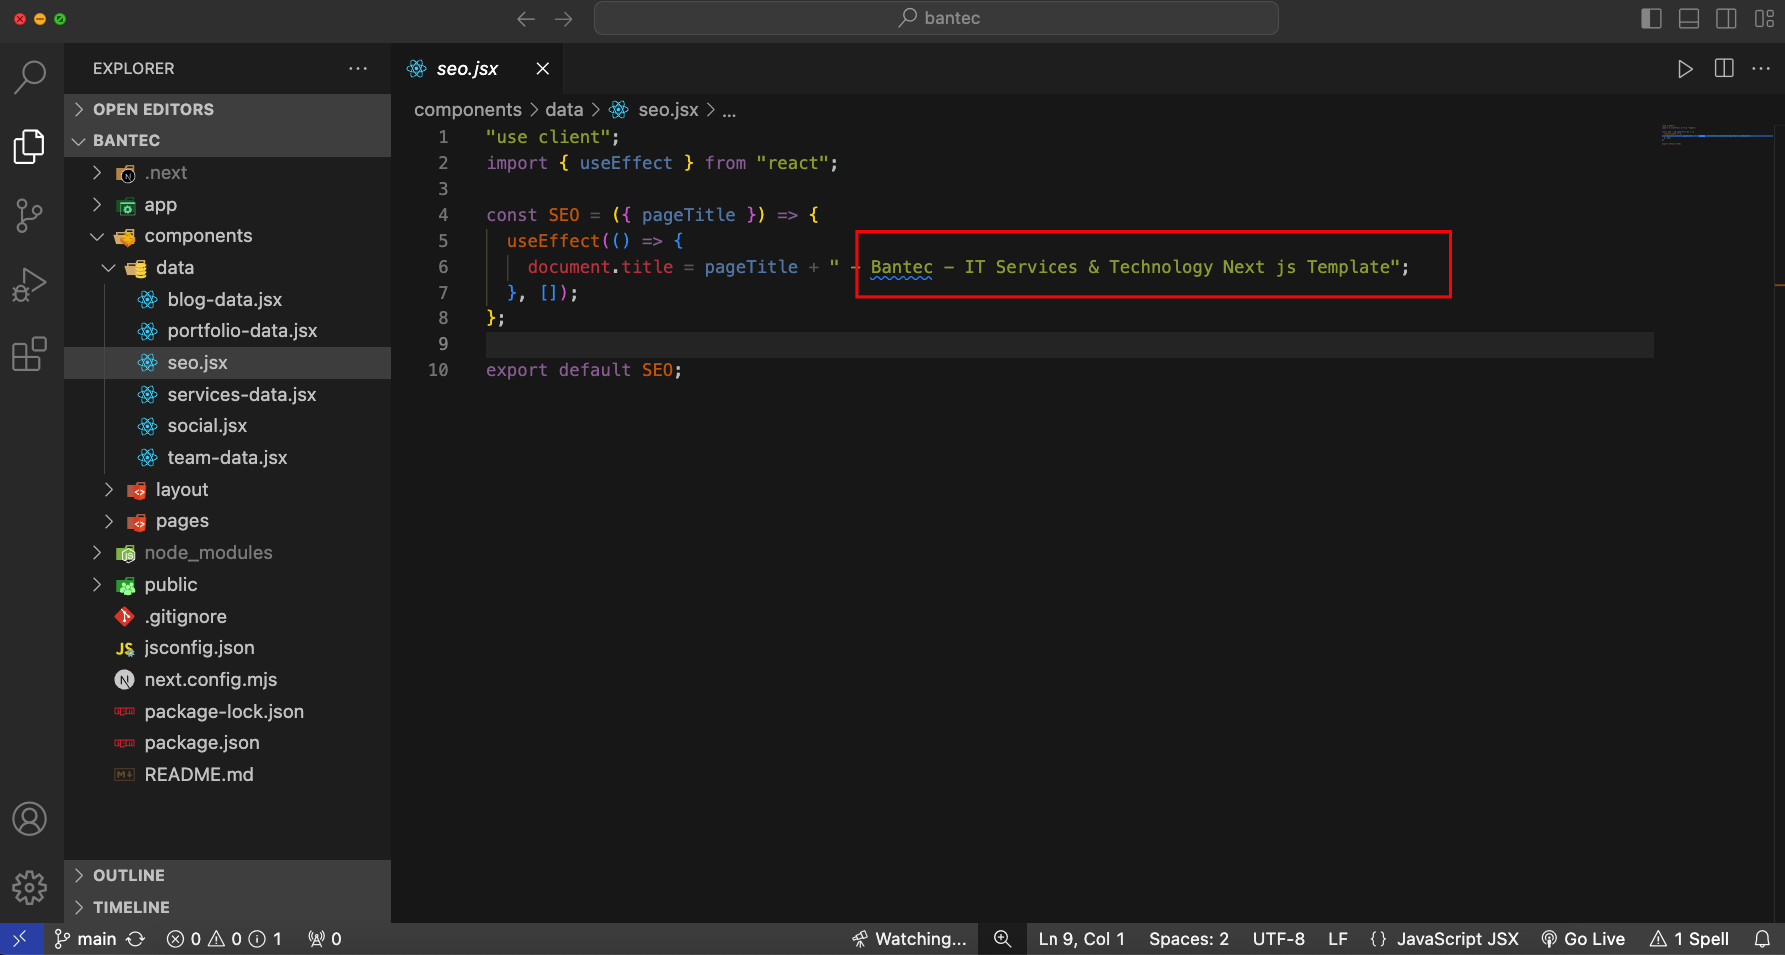 bantec
EXPLORER
OPEN EDITORS
BANTEC
.next
app
components
data
blog-data.jsx
portfolio-data.jsx
seo.jsx
services-data.jsx
social.jsx
team-data.jsx
layout
pages
node_modules
public
.gitignore
JS jsconfig.json
N next.config.mjs
package-lock.json
package.json
M README.md
OUTLINE
TIMELINE
seo.jsx
components > data > seo.jsx > ...
1 "use client";
2 import { useEffect } from "react";
3
4 const SEO = ({ pageTitle }) => {
5 useEffect(() => {
6 document.title = pageTitle + " - Bantec - IT Services & Technology Next js Template";
7 }, []);
8 };
9
10 export default SEO;
main 0 0 1 0 Watching... Ln 9, Col 1 Spaces: 2 UTF-8 LF {} JavaScript JSX Go Live 1 Spell